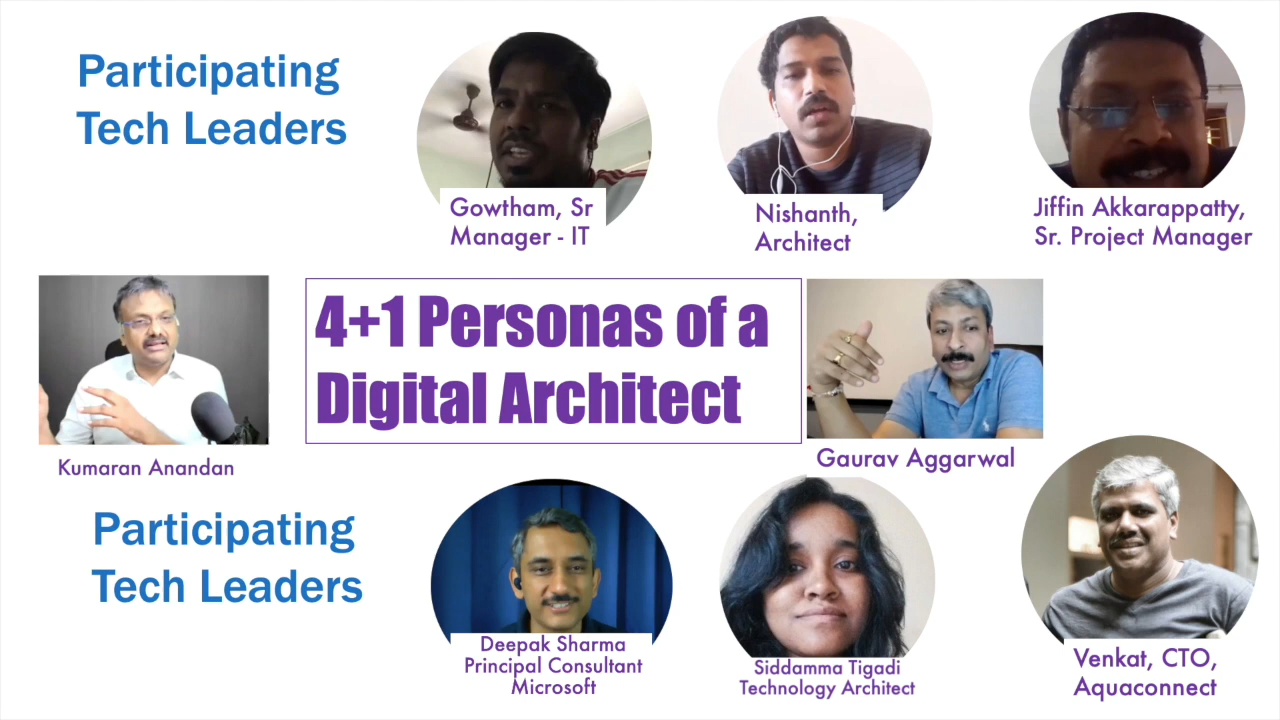 Participating
Tech Leaders
Gowtham, Sr
Manager - IT
Nishanth,
Architect
Jiffin Akkarappatty,
Sr. Project Manager
4+1 Personas of a
Digital Architect
Kumaran Anandan
Gaurav Aggarwal
Participating
Tech Leaders
Deepak Sharma
Principal Consultant
Microsoft
Siddamma Tigadi
Technology Architect
Venkat, CTO,
Aquaconnect